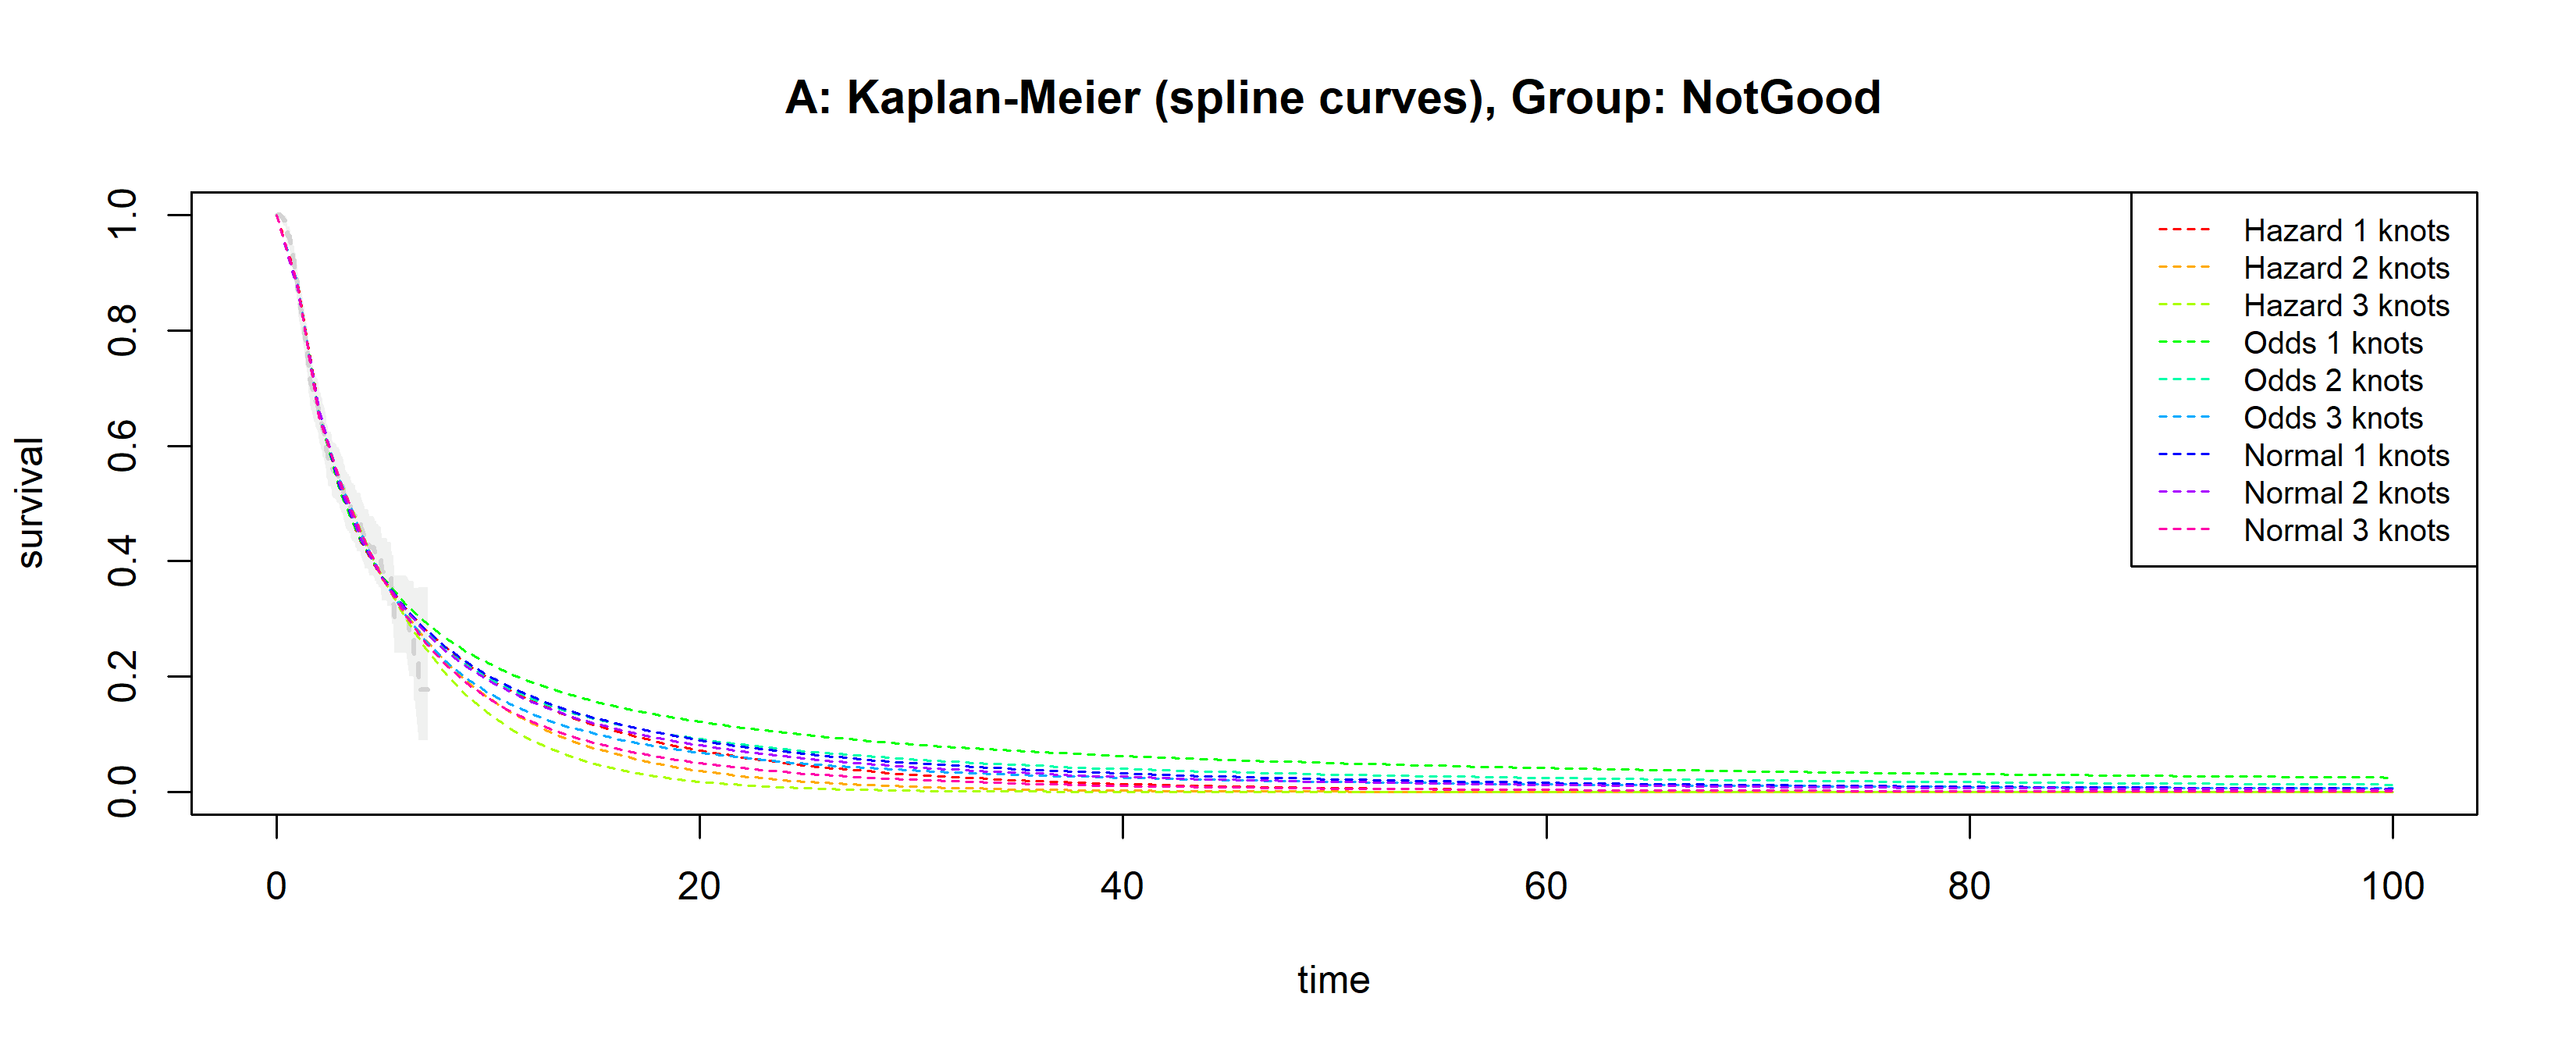 A: Kaplan-Meier (spline curves), Group: NotGood
survival
1.0
0.8
0.6
0.4
0.2
0.0
Hazard 1 knots
Hazard 2 knots
Hazard 3 knots
Odds 1 knots
Odds 2 knots
Odds 3 knots
Normal 1 knots
Normal 2 knots
Normal 3 knots
0 20 40 60 80 100
time